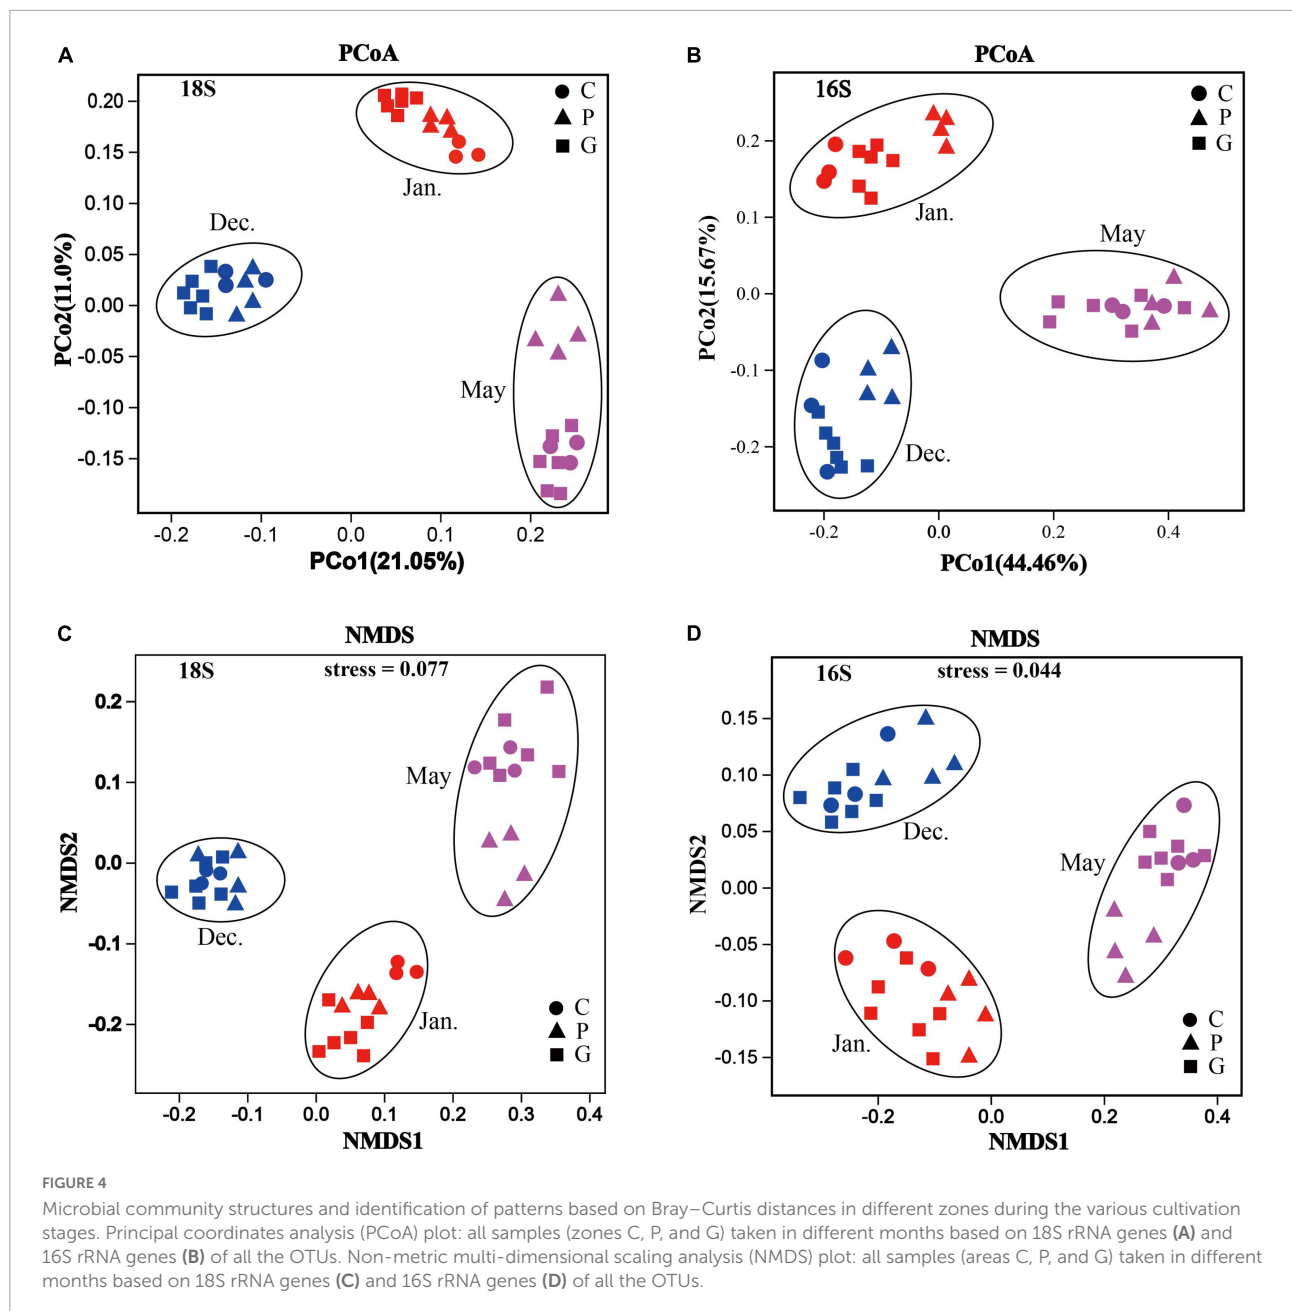 A
PCoA
18S
C
P
G
Jan.
Dec.
May
0.20
0.15
0.10
0.05
0.00
-0.05
-0.10
-0.15
PCo2(11.0%)
-0.2
-0.1
0.0
0.1
0.2
PCo1(21.05%)
B
PCoA
16S
C
P
G
Jan.
May
Dec.
0.2
0.1
0.0
-0.1
-0.2
PCo2(15.67%)
-0.2
0.0
0.2
0.4
PCo1(44.46%)
C
NMDS
18S
stress = 0.077
May
Dec.
Jan.
C
P
G
0.2
0.1
0.0
-0.1
-0.2
NMDS2
-0.2
-0.1
0.0
0.1
0.2
0.3
0.4
NMDS1
D
NMDS
16S
stress = 0.044
Dec.
May
Jan.
C
P
G
0.15
0.10
0.05
0.00
-0.05
-0.10
-0.15
NMDS2
-0.2
0.0
0.2
0.4
NMDS1
FIGURE 4
Microbial community structures and identification of patterns based on Bray–Curtis distances in different zones during the various cultivation
stages. Principal coordinates analysis (PCoA) plot: all samples (zones C, P, and G) taken in different months based on 18S rRNA genes (A) and
16S rRNA genes (B) of all the OTUs. Non-metric multi-dimensional scaling analysis (NMDS) plot: all samples (areas C, P, and G) taken in different
months based on 18S rRNA genes (C) and 16S rRNA genes (D) of all the OTUs.